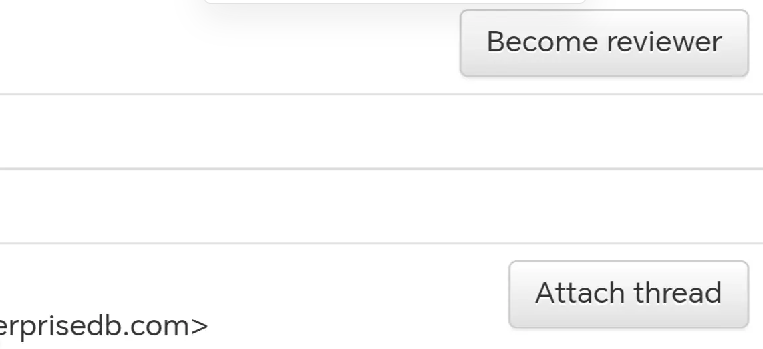 Become reviewer
Attach thread
erprisedb.com>